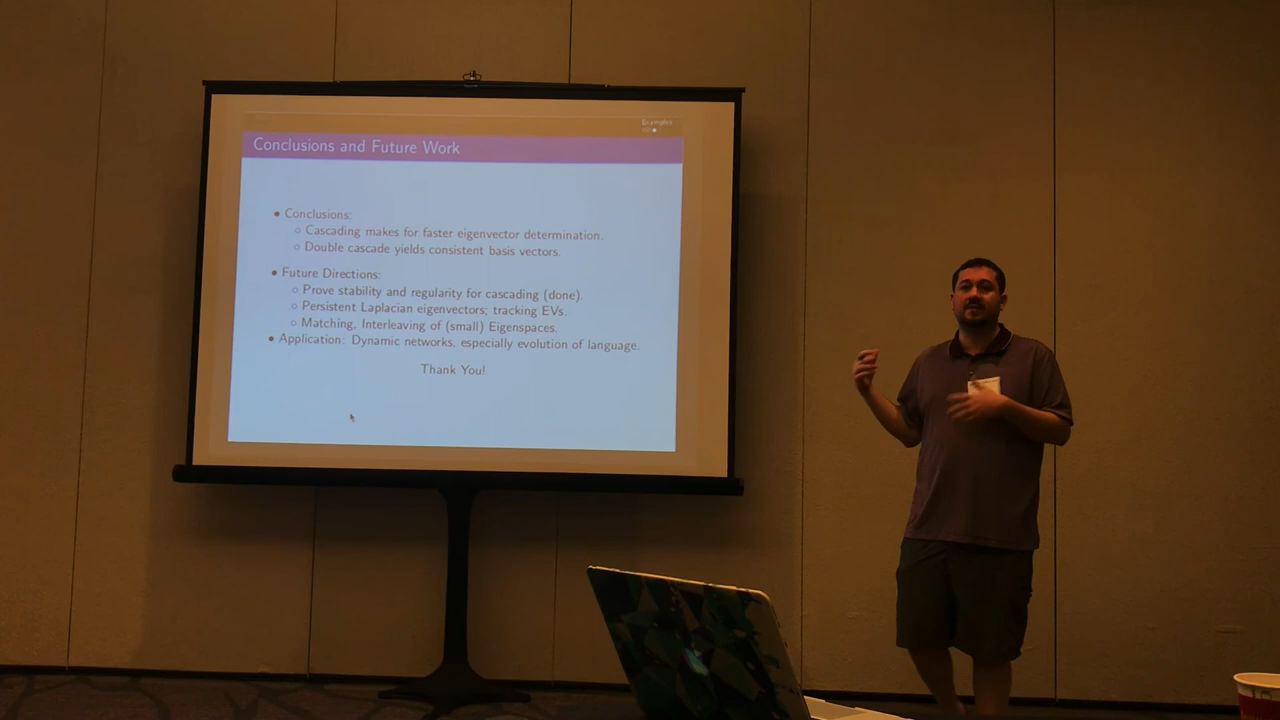 Examples
Conclusions and Future Work
• Conclusions:
◦ Cascading makes for faster eigenvector determination.
◦ Double cascade yields consistent basis vectors.
• Future Directions:
◦ Prove stability and regularity for cascading (done).
◦ Persistent Laplacian eigenvectors; tracking EVs.
◦ Matching, Interleaving of (small) Eigenspaces.
• Application: Dynamic networks, especially evolution of language.
Thank You!